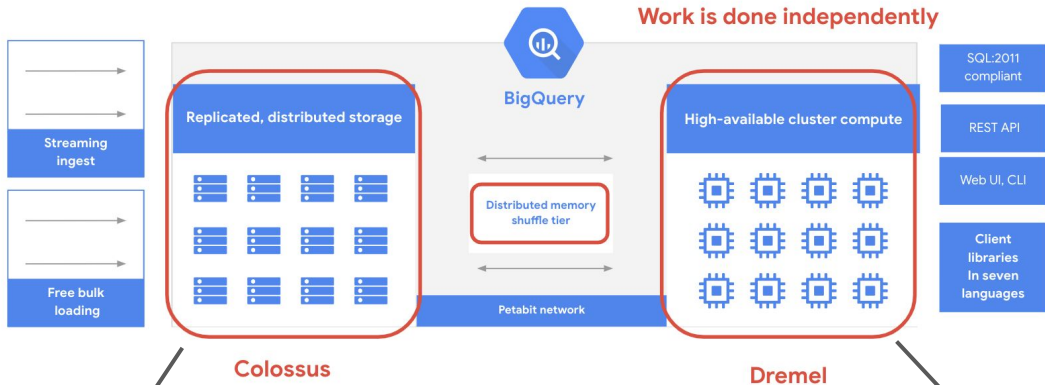 Work is done independently
BigQuery
Streaming
ingest
Free bulk
loading
Replicated, distributed storage
Colossus
Distributed memory
shuffle tier
Petabit network
High-available cluster compute
Dremel
SQL:2011
compliant
REST API
Web UI, CLI
Client
libraries
In seven
languages